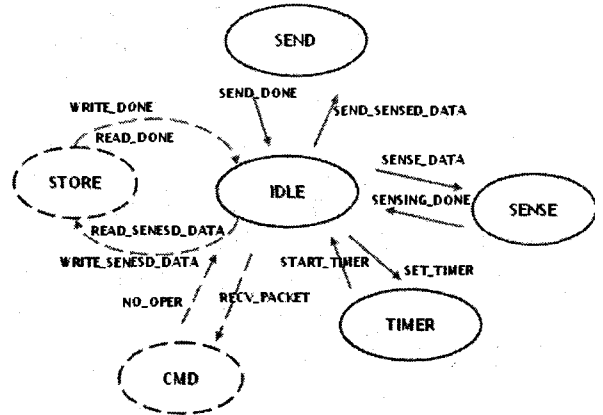 SEND
SEND_DONE
WRITE_DONE
SEND_SENSED_DATA
READ_DONE
SENSE_DATA
STORE
IDLE
SENSING_DONE
SENSE
READ_SENESD_DATA
WRITE_SENESD_DATA
START_TIMER
SET_TIMER
NO_OPER
RECV_PACKET
TIMER
CMD